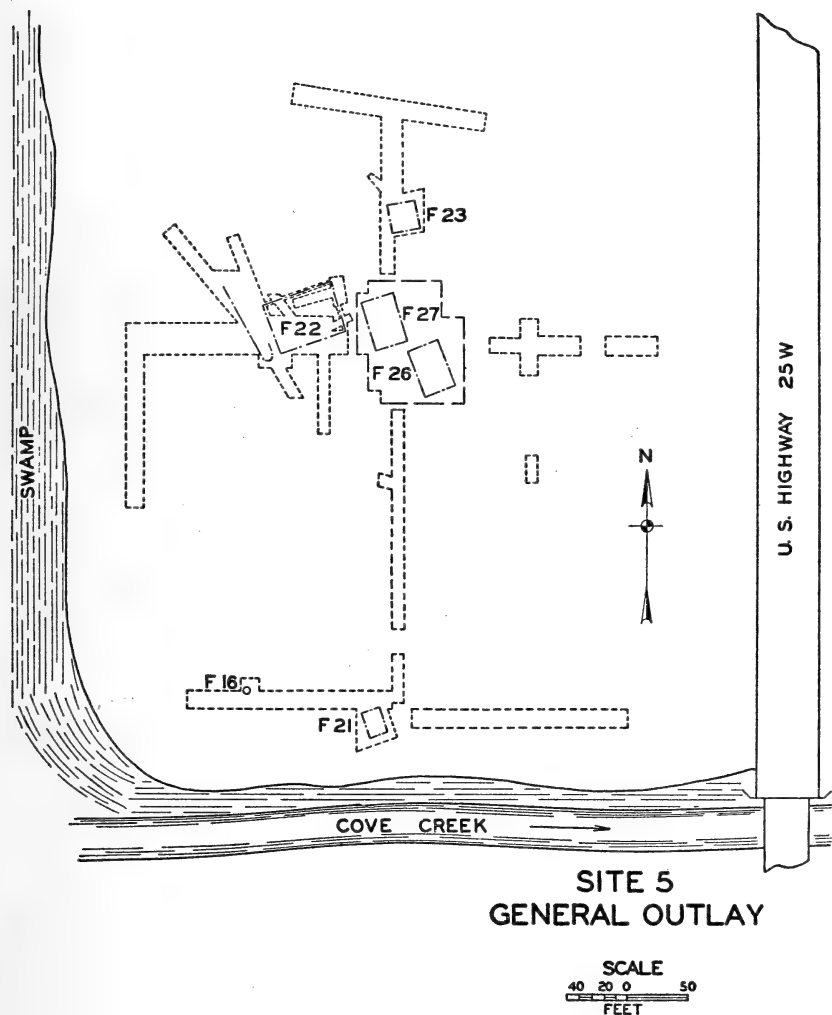 F 23
F 27
F 22
F 26
SWAMP
N
U.S. HIGHWAY 25W
F 16
F 21
COVE CREEK
SITE 5
GENERAL OUTLAY
SCALE
40 20 0 50
FEET